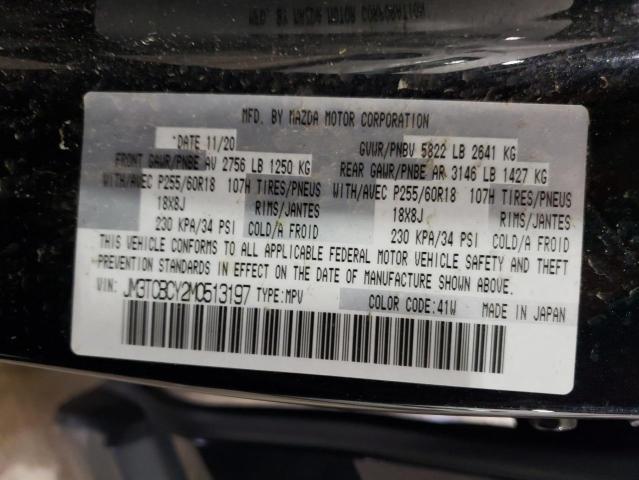 MFD. BY MAZDA MOTOR CORPORATION
*DATE 11/20 GVWR/PNBV 5822 LB 2641 KG
FRONT GAWR/PNBE AV 2756 LB 1250 KG REAR GAWR/PNBE AR 3146 LB 1427 KG
WITH/AVEC P255/60R18 107H TIRES/PNEUS WITH/AVEC P255/60R18 107H TIRES/PNEUS
18X8J RIMS/JANTES 18X8J RIMS/JANTES
230 KPA/34 PSI COLD/A FROID 230 KPA/34 PSI COLD/A FROID
THIS VEHICLE CONFORMS TO ALL APPLICABLE FEDERAL MOTOR VEHICLE SAFETY AND THEFT
PREVENTION STANDARDS IN EFFECT ON THE DATE OF MANUFACTURE SHOWN ABOVE.
VIN: JM3TCBCY2M0513197 TYPE:MPV COLOR CODE:41W MADE IN JAPAN